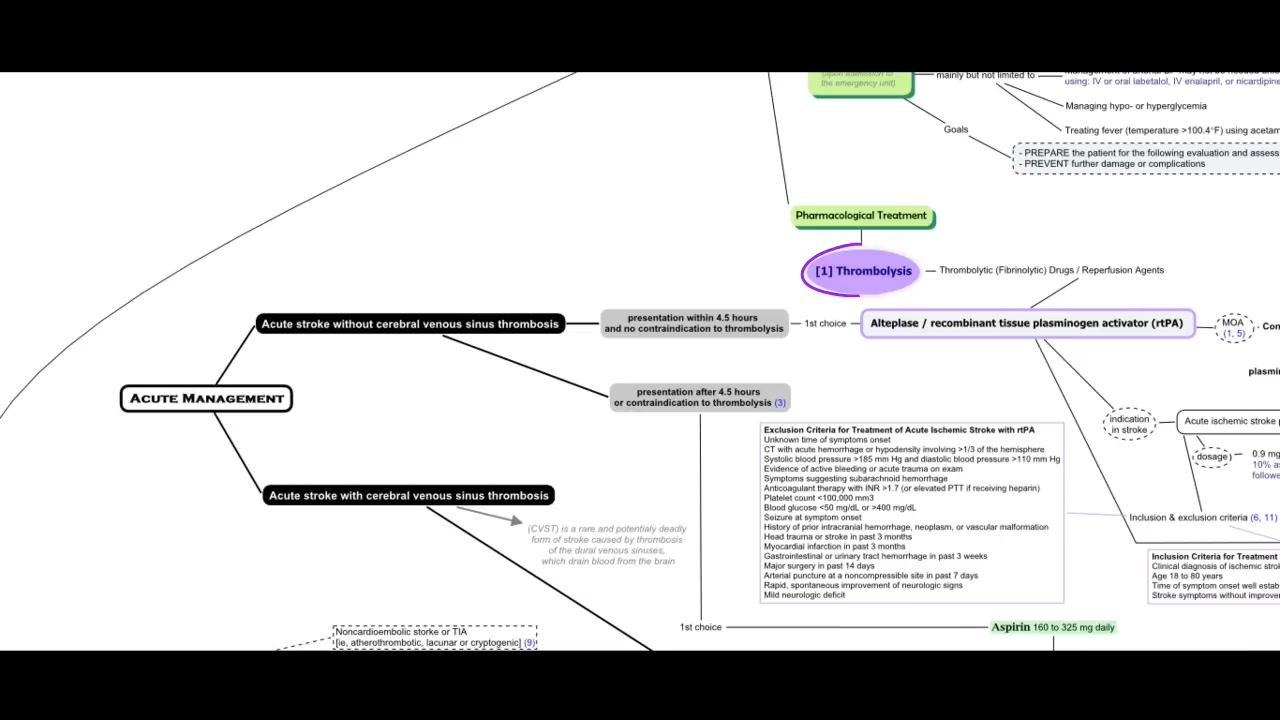 (upon admission to
the emergency unit)
mainly but not limited to
using: IV or oral labetalol, IV enalapril, or nicardipine
Managing hypo- or hyperglycemia
Goals
Treating fever (temperature >100.4°F) using acetam
- PREPARE the patient for the following evaluation and assess
- PREVENT further damage or complications
Pharmacological Treatment
[1] Thrombolysis
Thrombolytic (Fibrinolytic) Drugs / Reperfusion Agents
Acute stroke without cerebral venous sinus thrombosis
presentation within 4.5 hours
and no contraindication to thrombolysis
1st choice
Alteplase / recombinant tissue plasminogen activator (rtPA)
MOA
(1, 5)
Con
plasmin
ACUTE MANAGEMENT
presentation after 4.5 hours
or contraindication to thrombolysis (3)
indication
in stroke
Acute ischemic stroke p
dosage
0.9 mg
10% as
followe
Exclusion Criteria for Treatment of Acute Ischemic Stroke with rtPA
Unknown time of symptoms onset
CT with acute hemorrhage or hypodensity involving >1/3 of the hemisphere
Systolic blood pressure >185 mm Hg and diastolic blood pressure >110 mm Hg
Evidence of active bleeding or acute trauma on exam
Symptoms suggesting subarachnoid hemorrhage
Anticoagulant therapy with INR >1.7 (or elevated PTT if receiving heparin)
Platelet count <100,000 mm3
Blood glucose <50 mg/dL or >400 mg/dL
Seizure at symptom onset
History of prior intracranial hemorrhage, neoplasm, or vascular malformation
Head trauma or stroke in past 3 months
Myocardial infarction in past 3 months
Gastrointestinal or urinary tract hemorrhage in past 3 weeks
Major surgery in past 14 days
Arterial puncture at a noncompressible site in past 7 days
Rapid, spontaneous improvement of neurologic signs
Mild neurologic deficit
Inclusion & exclusion criteria (6, 11)
Inclusion Criteria for Treatment
Clinical diagnosis of ischemic strok
Age 18 to 80 years
Time of symptom onset well estab
Stroke symptoms without improve
Acute stroke with cerebral venous sinus thrombosis
(CVST) is a rare and potentialy deadly
form of stroke caused by thrombosis
of the dural venous sinuses,
which drain blood from the brain
Noncardioembolic storke or TIA
[ie, atherothrombotic, lacunar or cryptogenic] (9)
1st choice
Aspirin 160 to 325 mg daily